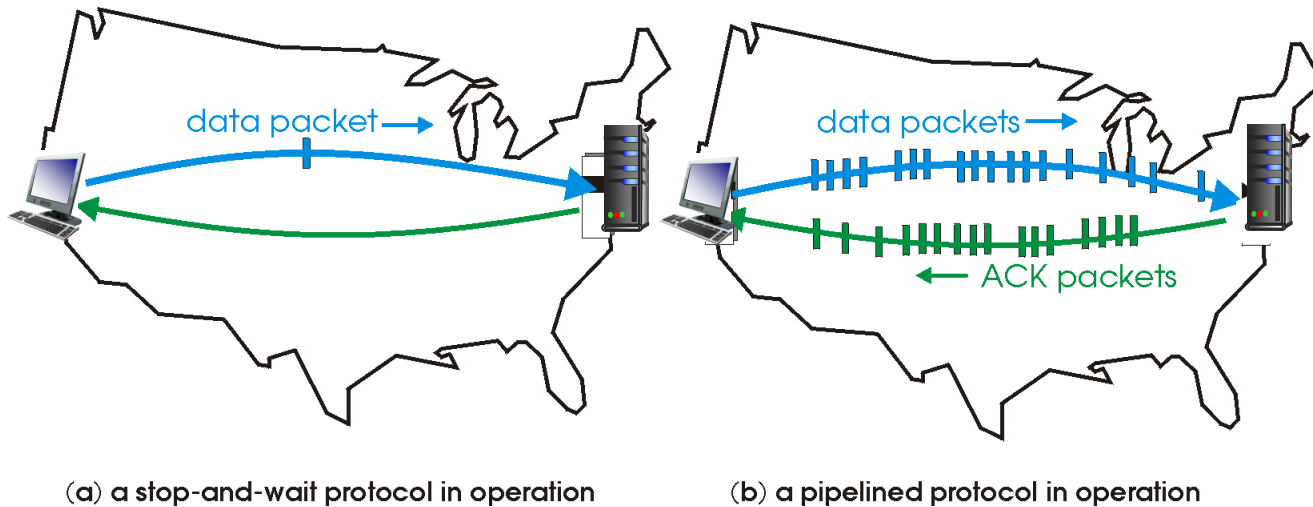 data packet
data packets
ACK packets
(a) a stop-and-wait protocol in operation
(b) a pipelined protocol in operation